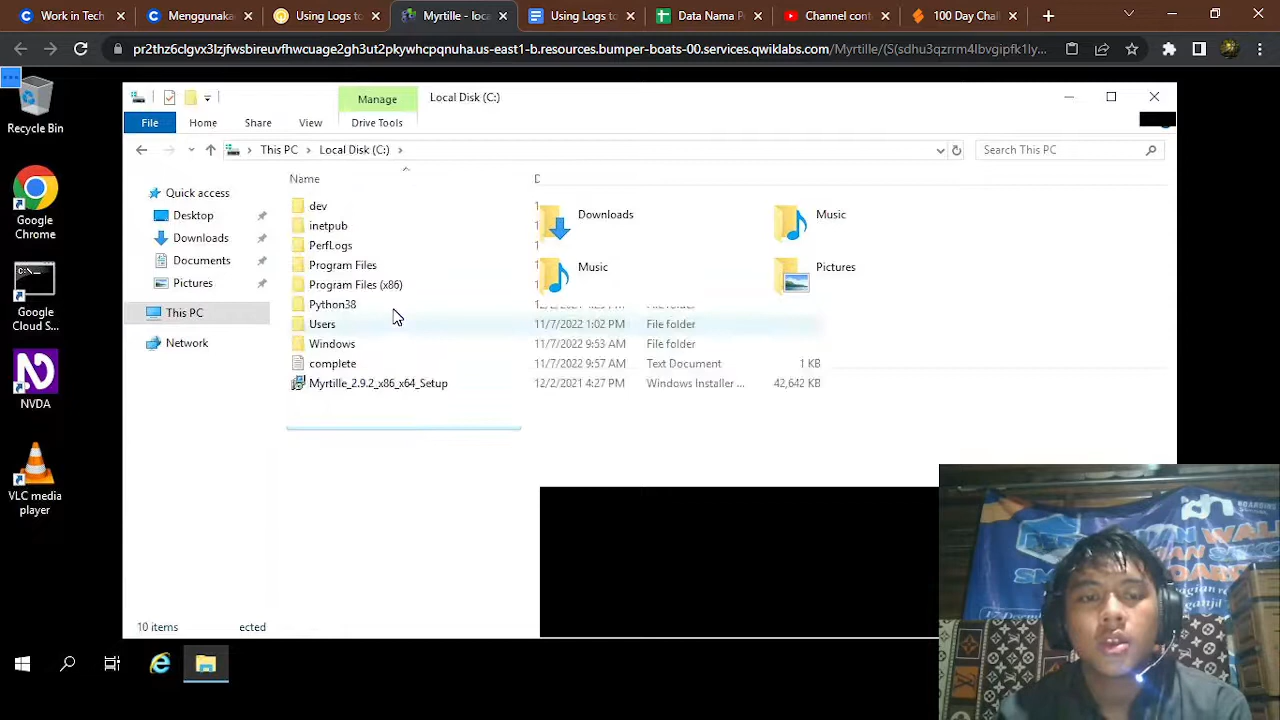 Work in Tech
Menggunaka
Using Logs to
Myrtille - loca
Using Logs to
Data Nama P
Channel cont
100 Day Chall
pr2thz6clgvx3lzjfwsbireuvfhwcuage2gh3ut2pkywhcpqnuha.us-east1-b.resources.bumper-boats-00.services.qwiklabs.com/Myrtille/(S(sdhu3qzrrm4lbvgipfk1ly...
Recycle Bin
Google
Chrome
Google
Cloud S...
NVDA
VLC media
player
Manage
Local Disk (C:)
File
Home
Share
View
Drive Tools
This PC
Local Disk (C:)
Search This PC
Quick access
Desktop
Downloads
Documents
Pictures
This PC
Network
Name
dev
inetpub
PerfLogs
Program Files
Program Files (x86)
Python38
Users 11/7/2022 1:02 PM File folder
Windows 11/7/2022 9:53 AM File folder
complete 11/7/2022 9:57 AM Text Document 1 KB
Myrtille_2.9.2_x86_x64_Setup 12/2/2021 4:27 PM Windows Installer ... 42,642 KB
Downloads
Music
Music
Pictures
10 items
ected